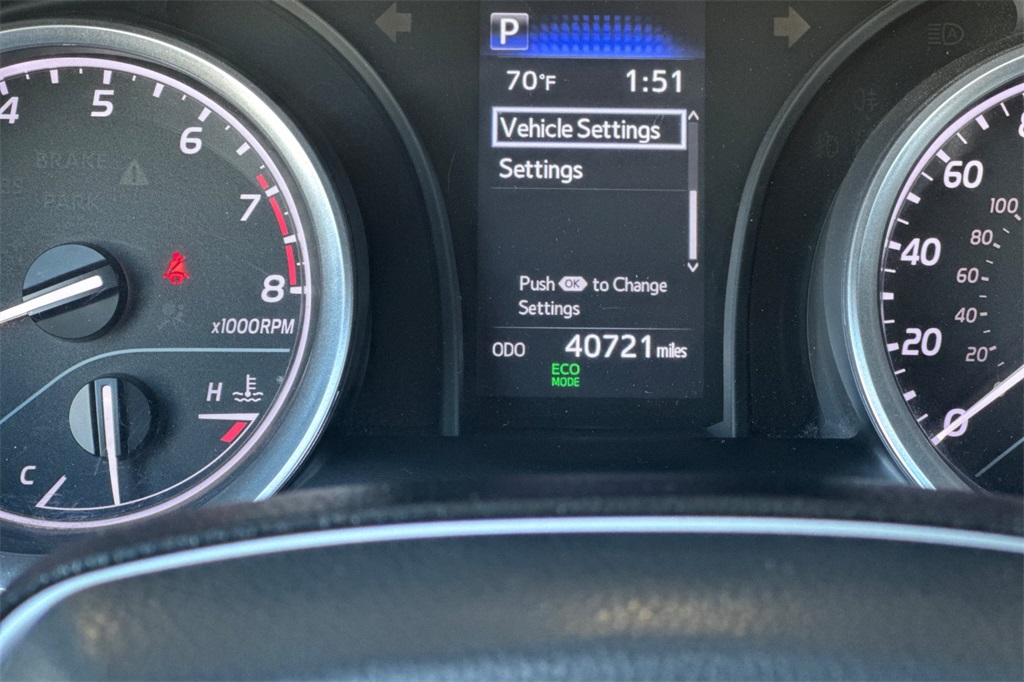 P
70°F 1:51
Vehicle Settings
Settings
Push OK to Change
Settings
ODO 40721 miles
ECO
MODE
4 5 6 7 8
x1000RPM
BRAKE
PARK
H
C
60
40
20
0
100
80
60
40
20